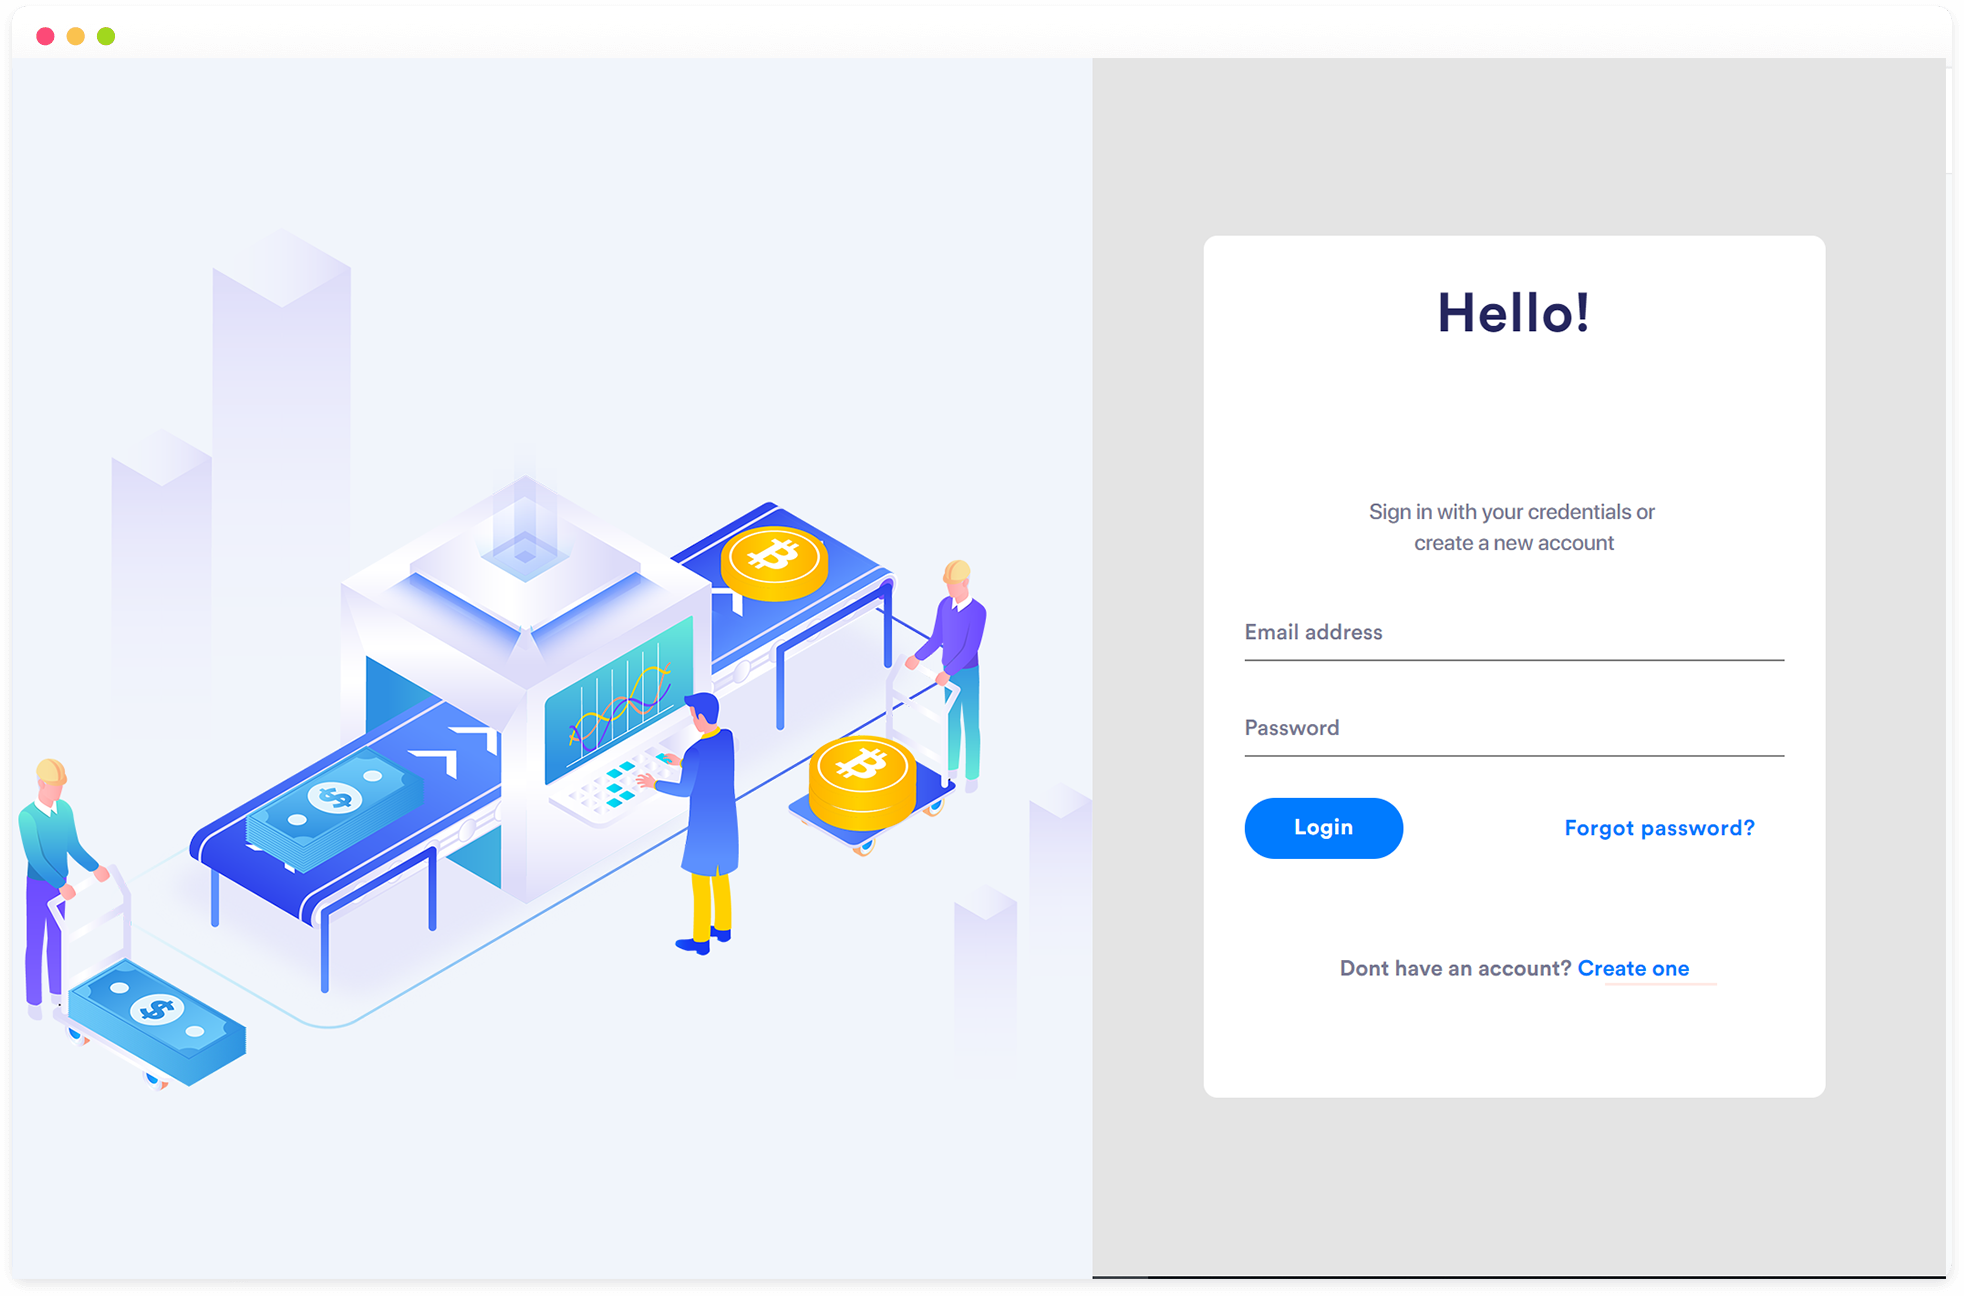 Hello!
Sign in with your credentials or
create a new account
Email address
Password
Login
Forgot password?
Dont have an account? Create one